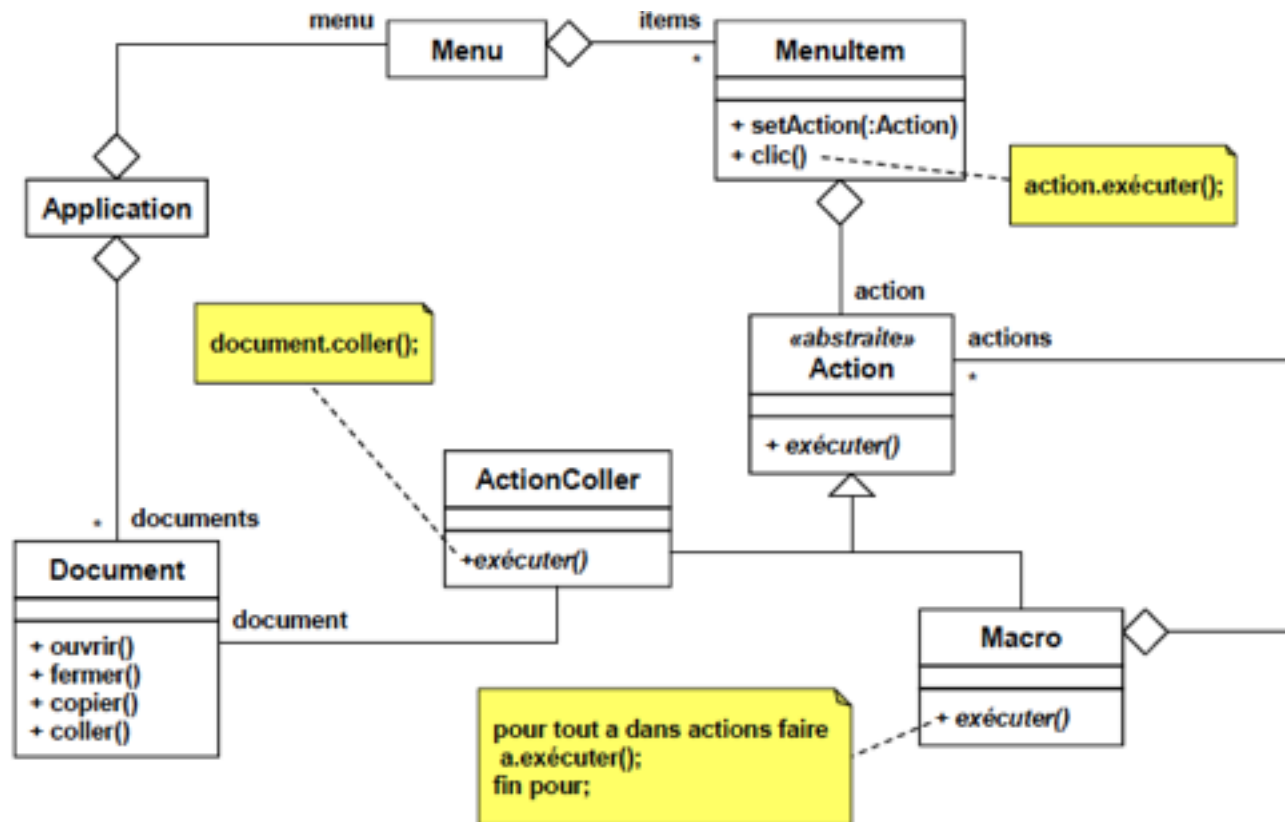 menu
items
Menu
*
MenuItem
+ setAction(:Action)
+ clic()
action.exécuter();
Application
action
document.coller();
«abstraite»
Action
actions
*
+ exécuter()
ActionColler
+exécuter()
* documents
Document
document
+ ouvrir()
+ fermer()
+ copier()
+ coller()
Macro
+ exécuter()
pour tout a dans actions faire
a.exécuter();
fin pour;